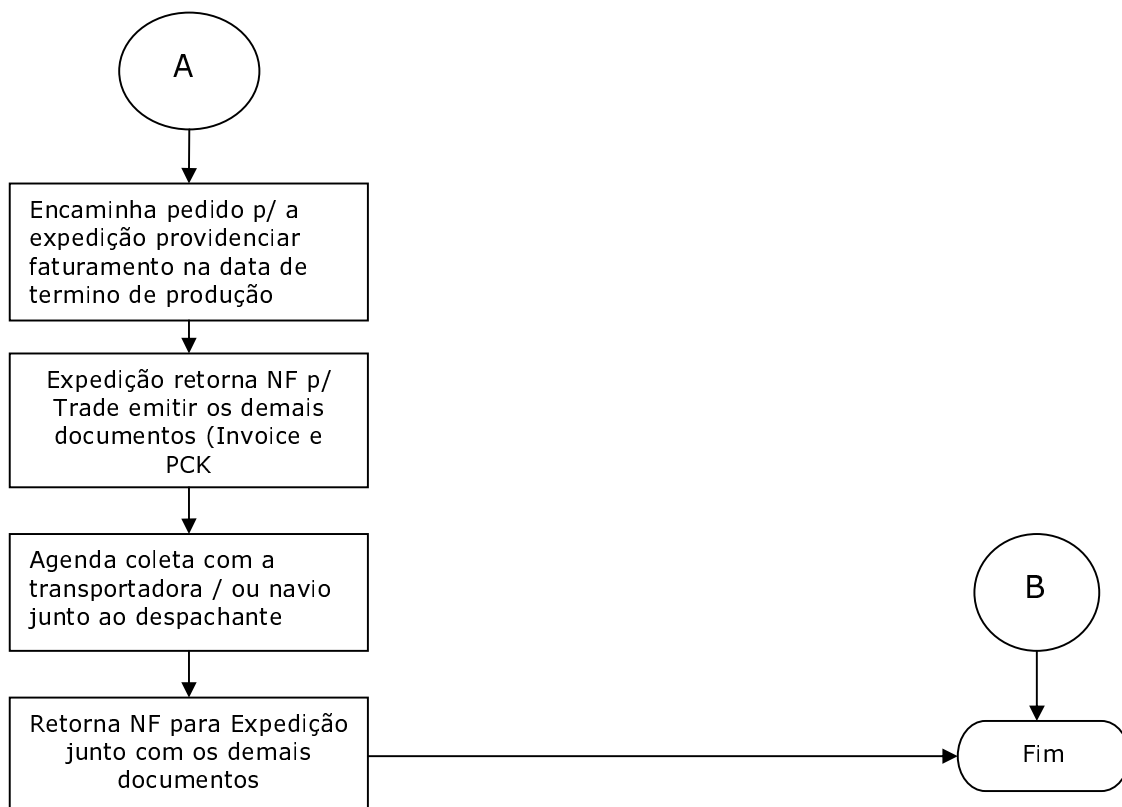 A
Encaminha pedido p/ a
expedição providenciar
faturamento na data de
termino de produção
Expedição retorna NF p/
Trade emitir os demais
documentos (Invoice e
PCK
Agenda coleta com a
transportadora / ou navio
junto ao despachante
B
Retorna NF para Expedição
junto com os demais
documentos
Fim